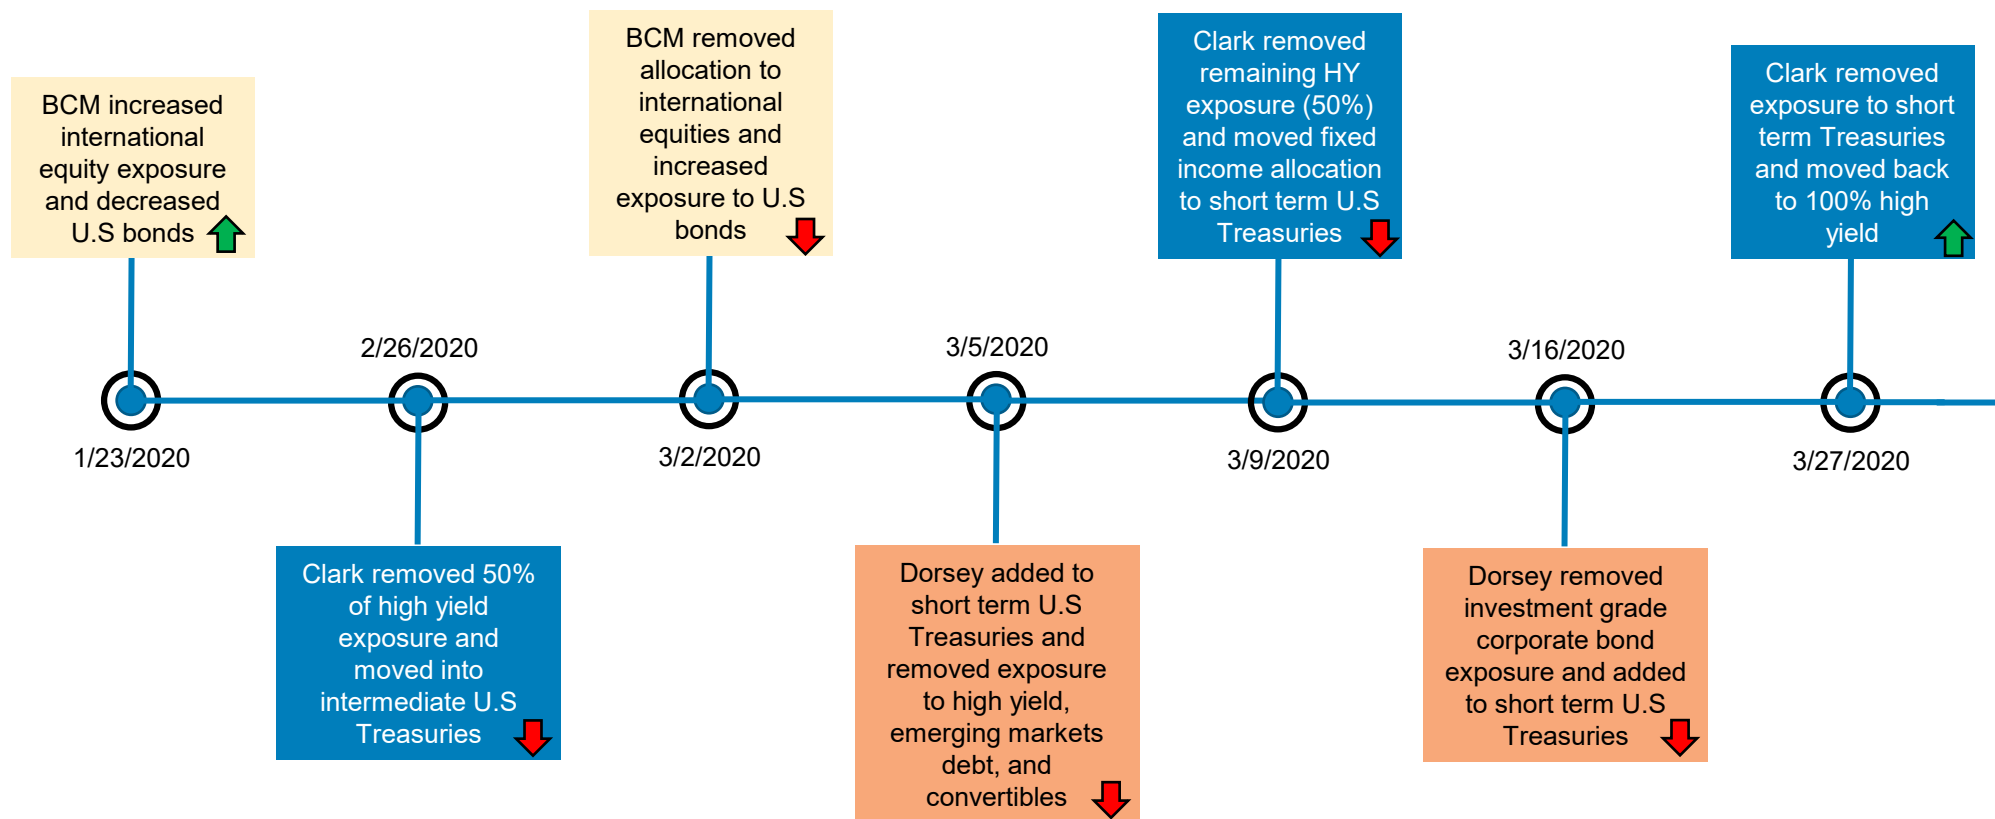 BCM increased
international
equity exposure
and decreased
U.S bonds
1/23/2020
2/26/2020
Clark removed 50%
of high yield
exposure and
moved into
intermediate U.S
Treasuries
BCM removed
allocation to
international
equities and
increased
exposure to U.S
bonds
3/2/2020
3/5/2020
Dorsey added to
short term U.S
Treasuries and
removed exposure
to high yield,
emerging markets
debt, and
convertibles
Clark removed
remaining HY
exposure (50%)
and moved fixed
income allocation
to short term U.S
Treasuries
3/9/2020
3/16/2020
Dorsey removed
investment grade
corporate bond
exposure and added
to short term U.S
Treasuries
Clark removed
exposure to short
term Treasuries
and moved back
to 100% high
yield
3/27/2020